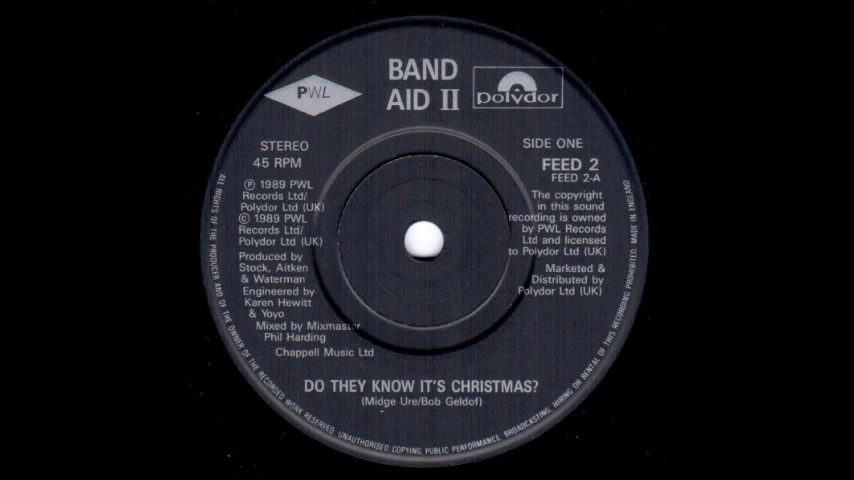 BAND
AID II
PWL
polydor
STEREO
45 RPM
SIDE ONE
FEED 2
FEED 2-A
Ⓟ 1989 PWL
Records Ltd/
Polydor Ltd (UK)
© 1989 PWL
Records Ltd/
Polydor Ltd (UK)
Produced by
Stock, Aitken
& Waterman
Engineered by
Karen Hewitt
& Yoyo
Mixed by Mixmaster
Phil Harding
Chappell Music Ltd
The copyright
in this sound
recording is owned
by PWL Records
Ltd and licensed
to Polydor Ltd (UK)
Marketed &
Distributed by
Polydor Ltd (UK)
DO THEY KNOW IT'S CHRISTMAS?
(Midge Ure/Bob Geldof)
ALL RIGHTS OF THE PRODUCER AND OF THE OWNER OF THE RECORDED WORK RESERVED. UNAUTHORISED COPYING, PUBLIC PERFORMANCE, BROADCASTING, HIRING OR RENTAL OF THIS RECORDING PROHIBITED. MADE IN ENGLAND